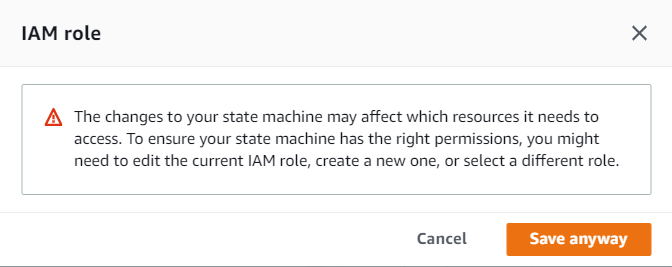 IAM role
The changes to your state machine may affect which resources it needs to
access. To ensure your state machine has the right permissions, you might
need to edit the current IAM role, create a new one, or select a different role.
Cancel
Save anyway